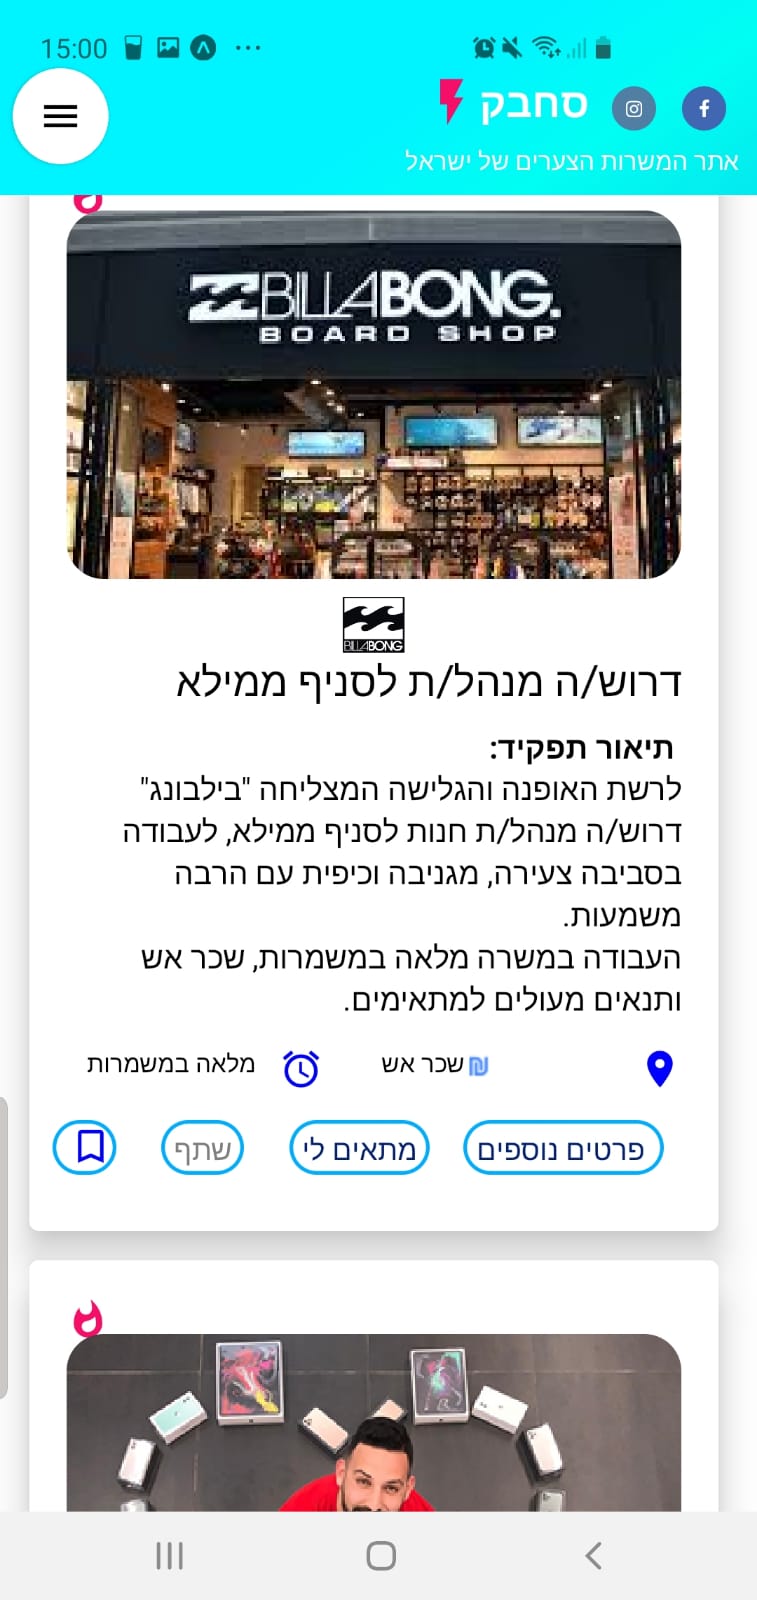 15:00
סחבק
אתר המשרות הצערים של ישראל
BILLABONG.
BOARD SHOP
BILLABONG
דרוש/ה מנהל/ת לסניף ממילא
תיאור תפקיד:
לרשת האופנה והגלישה המצליחה "בילבונג"
דרוש/ה מנהל/ת חנות לסניף ממילא, לעבודה
בסביבה צעירה, מגניבה וכיפית עם הרבה
משמעות.
העבודה במשרה מלאה במשמרות, שכר אש
ותנאים מעולים למתאימים.
₪ שכר אש
מלאה במשמרות
פרטים נוספים
מתאים לי
שתף